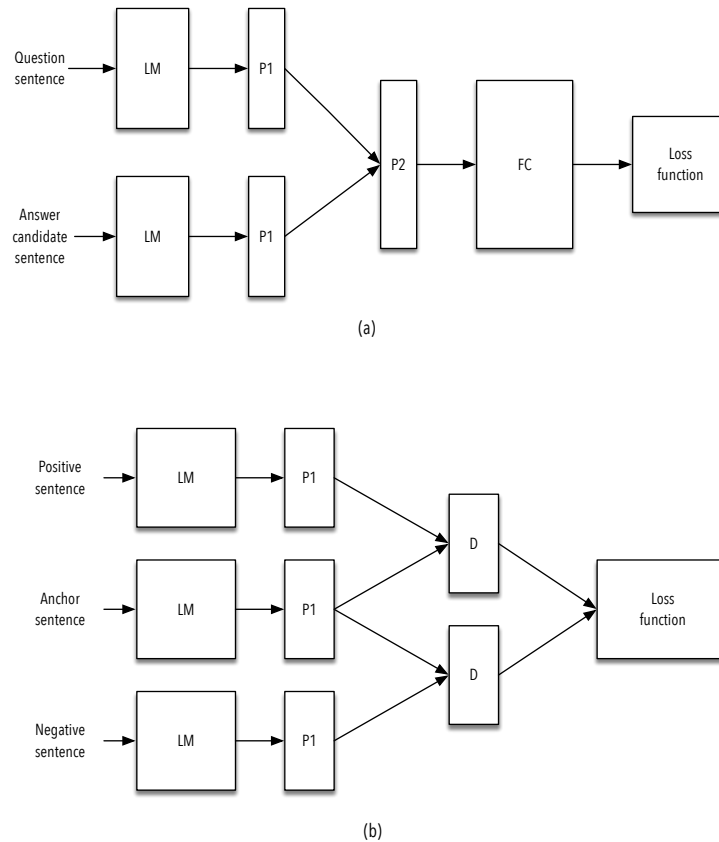 Question
sentence
LM
P1
Answer
candidate
sentence
LM
P1
P2
FC
Loss
function
(a)
Positive
sentence
LM
P1
Anchor
sentence
LM
P1
Negative
sentence
LM
P1
D
D
Loss
function
(b)